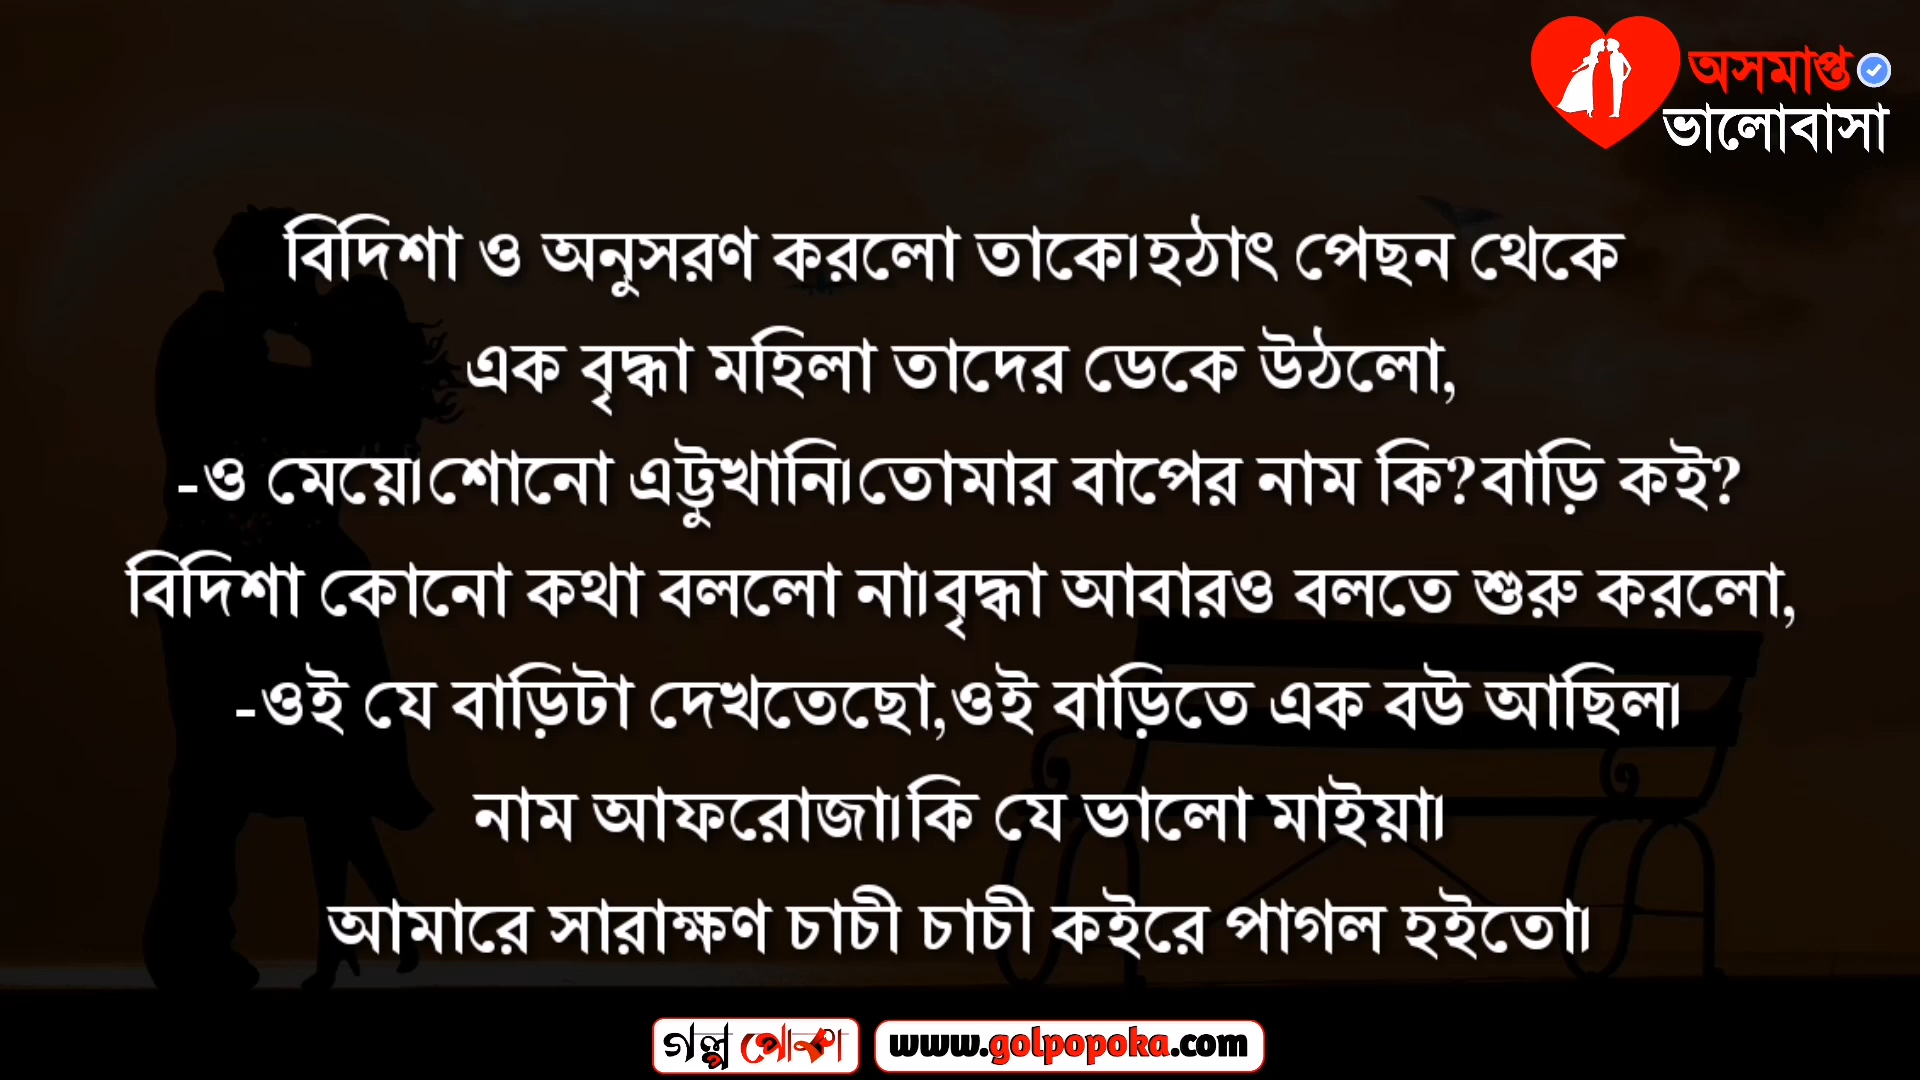 অসমাপ্ত
ভালোবাসা
বিদিশা ও অনুসরণ করলো তাকে।হঠাৎ পেছন থেকে
এক বৃদ্ধা মহিলা তাদের ডেকে উঠলো,
-ও মেয়ে।শোনো এট্টুখানি।তোমার বাপের নাম কি?বাড়ি কই?
বিদিশা কোনো কথা বললো না।বৃদ্ধা আবারও বলতে শুরু করলো,
-ওই যে বাড়িটা দেখতেছো,ওই বাড়িতে এক বউ আছিল।
নাম আফরোজা।কি যে ভালো মাইয়া।
আমারে সারাক্ষণ চাচী চাচী কইরে পাগল হইতো।
গল্প পোকা www.golpopoka.com